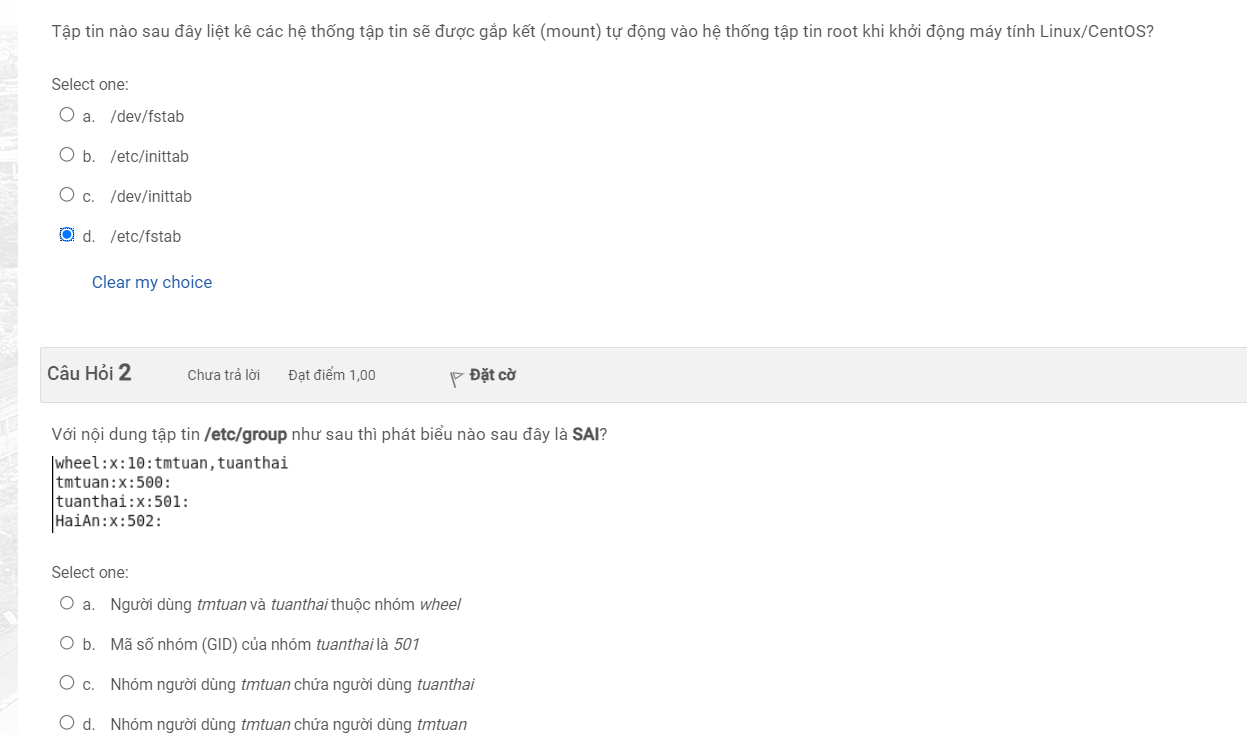 Tập tin nào sau đây liệt kê các hệ thống tập tin sẽ được gắp kết (mount) tự động vào hệ thống tập tin root khi khởi động máy tính Linux/CentOS?
Select one:
a. /dev/fstab
b. /etc/inittab
c. /dev/inittab
d. /etc/fstab
Clear my choice
Câu Hỏi 2 Chưa trả lời Đạt điểm 1,00 Đặt cờ
Với nội dung tập tin /etc/group như sau thì phát biểu nào sau đây là SAI?
wheel:x:10:tmtuan,tuanthai
tmtuan:x:500:
tuanthai:x:501:
HaiAn:x:502:
Select one:
a. Người dùng tmtuan và tuanthai thuộc nhóm wheel
b. Mã số nhóm (GID) của nhóm tuanthai là 501
c. Nhóm người dùng tmtuan chứa người dùng tuanthai
d. Nhóm người dùng tmtuan chứa người dùng tmtuan